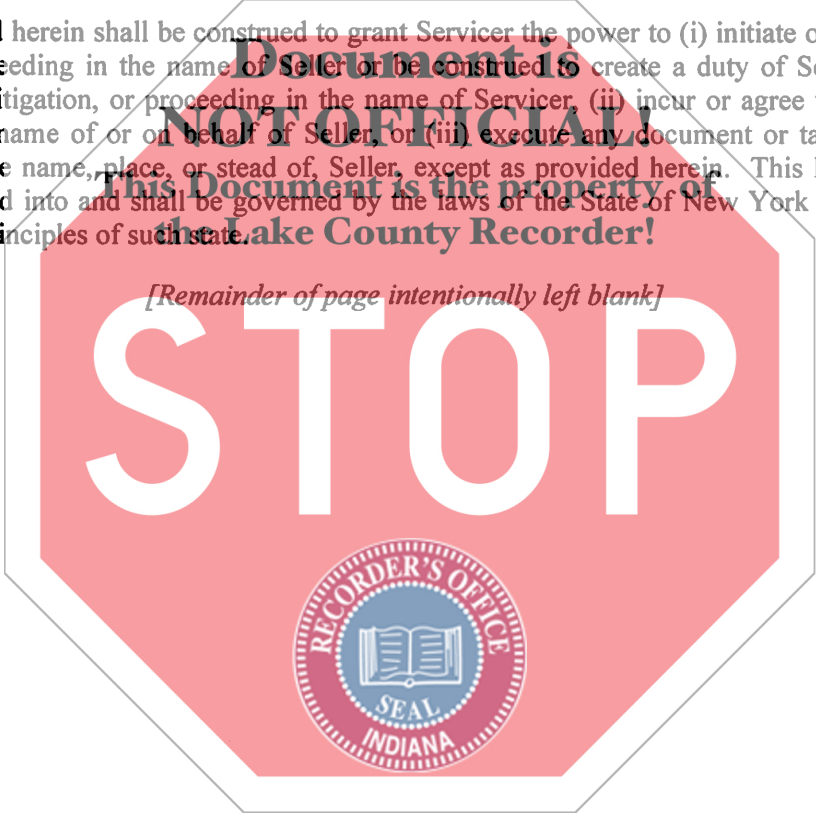 herein shall be construed to grant Servicer the power to (i) initiate
eeding in the name of Seller or be construed to create a duty of
itigation, or proceeding in the name of Servicer, (ii) incur or agree
name of or on behalf of Seller, or (iii) execute any document or
e name, place, or stead of, Seller, except as provided herein. This
d into and shall be governed by the laws of the State of New York
inciples of such state.
Document is
NOT OFFICIAL!
This Document is the property of
the Lake County Recorder!
[Remainder of page intentionally left blank]
STOP
RECORDER'S OFFICE
SEAL
INDIANA